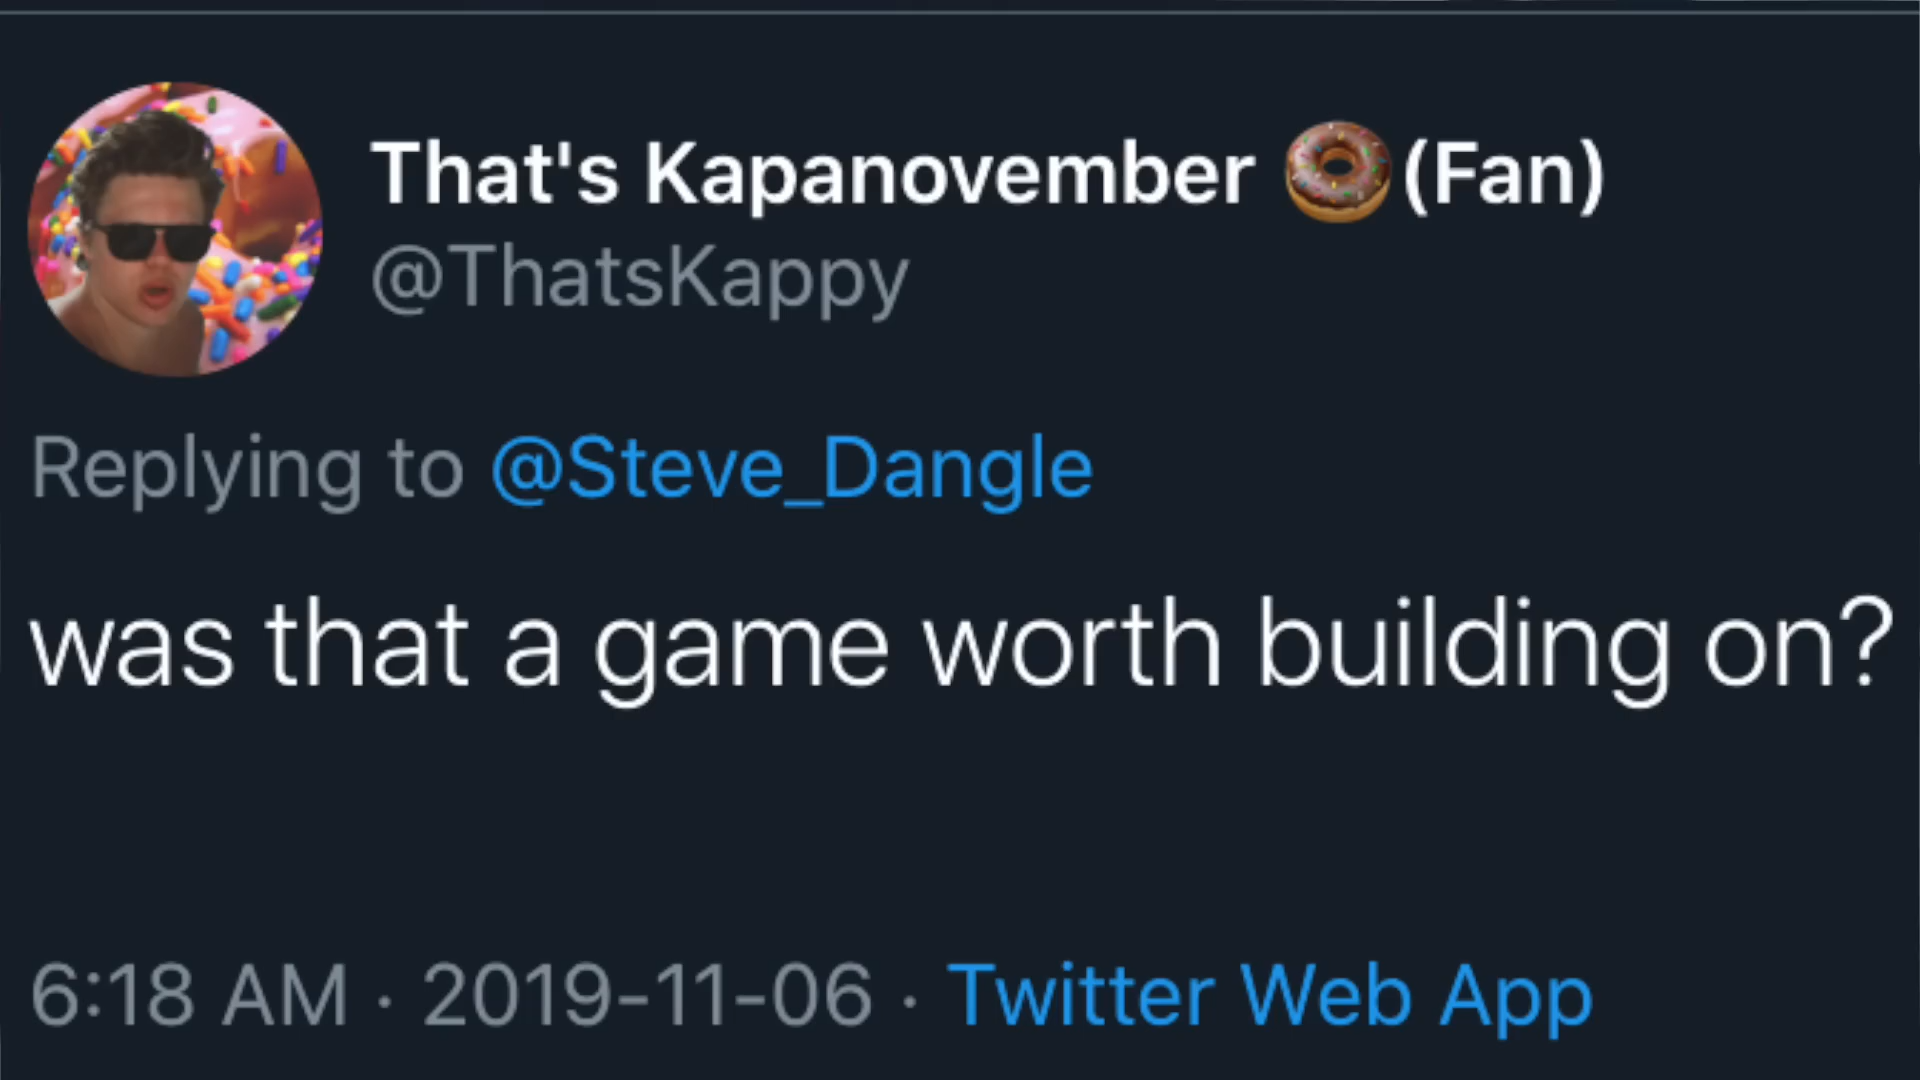 That's Kapanovember 🍩(Fan)
@ThatsKappy
Replying to @Steve_Dangle
was that a game worth building on?
6:18 AM · 2019-11-06 · Twitter Web App